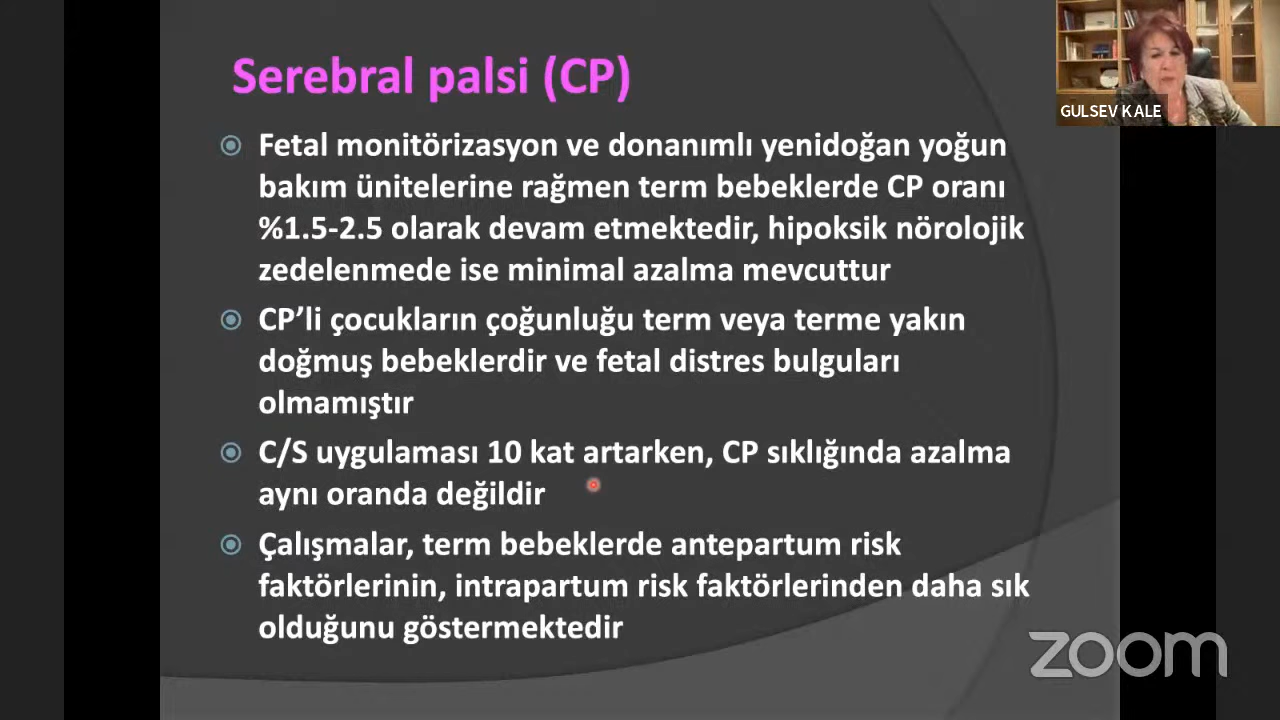 Serebral palsi (CP)
Fetal monitörizasyon ve donanımlı yenidoğan yoğun
bakım ünitelerine rağmen term bebeklerde CP oranı
%1.5-2.5 olarak devam etmektedir, hipoksik nörolojik
zedelenmede ise minimal azalma mevcuttur
CP’li çocukların çoğunluğu term veya terme yakın
doğmuş bebeklerdir ve fetal distres bulguları
olmamıştır
C/S uygulaması 10 kat artarken, CP sıklığında azalma
aynı oranda değildir
Çalışmalar, term bebeklerde antepartum risk
faktörlerinin, intrapartum risk faktörlerinden daha sık
olduğunu göstermektedir
GULSEV KALE
zoom